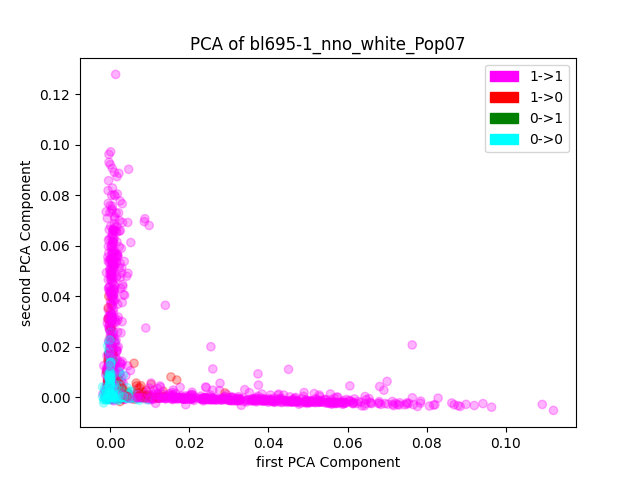 PCA of bl695-1_nno_white_Pop07
1->1
1->0
0->1
0->0
0.12
0.10
0.08
0.06
0.04
0.02
0.00
second PCA Component
0.00 0.02 0.04 0.06 0.08 0.10
first PCA Component